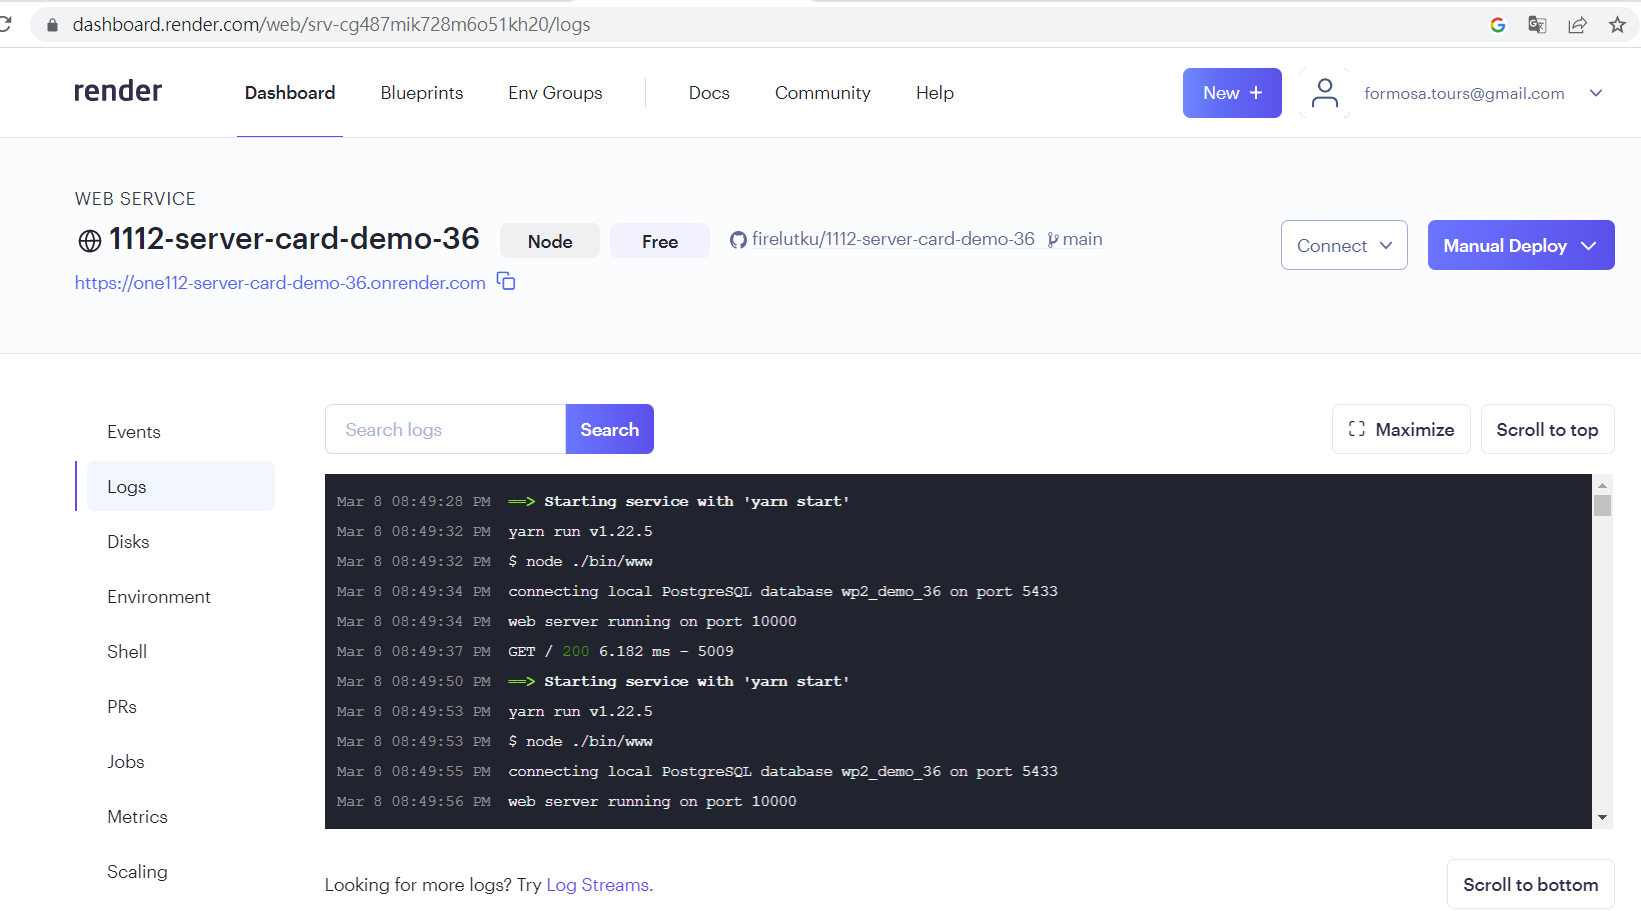 dashboard.render.com/web/srv-cg487mik728m6o51kh20/logs
render Dashboard Blueprints Env Groups Docs Community Help New + formosa.tours@gmail.com
WEB SERVICE
1112-server-card-demo-36 Node Free firelutku/1112-server-card-demo-36 main Connect Manual Deploy
https://one112-server-card-demo-36.onrender.com
Events
Logs
Disks
Environment
Shell
PRs
Jobs
Metrics
Scaling
Search logs Search Maximize Scroll to top
Mar 8 08:49:28 PM ==> Starting service with 'yarn start'
Mar 8 08:49:32 PM yarn run v1.22.5
Mar 8 08:49:32 PM $ node ./bin/www
Mar 8 08:49:34 PM connecting local PostgreSQL database wp2_demo_36 on port 5433
Mar 8 08:49:34 PM web server running on port 10000
Mar 8 08:49:37 PM GET / 200 6.182 ms - 5009
Mar 8 08:49:50 PM ==> Starting service with 'yarn start'
Mar 8 08:49:53 PM yarn run v1.22.5
Mar 8 08:49:53 PM $ node ./bin/www
Mar 8 08:49:55 PM connecting local PostgreSQL database wp2_demo_36 on port 5433
Mar 8 08:49:56 PM web server running on port 10000
Looking for more logs? Try Log Streams. Scroll to bottom